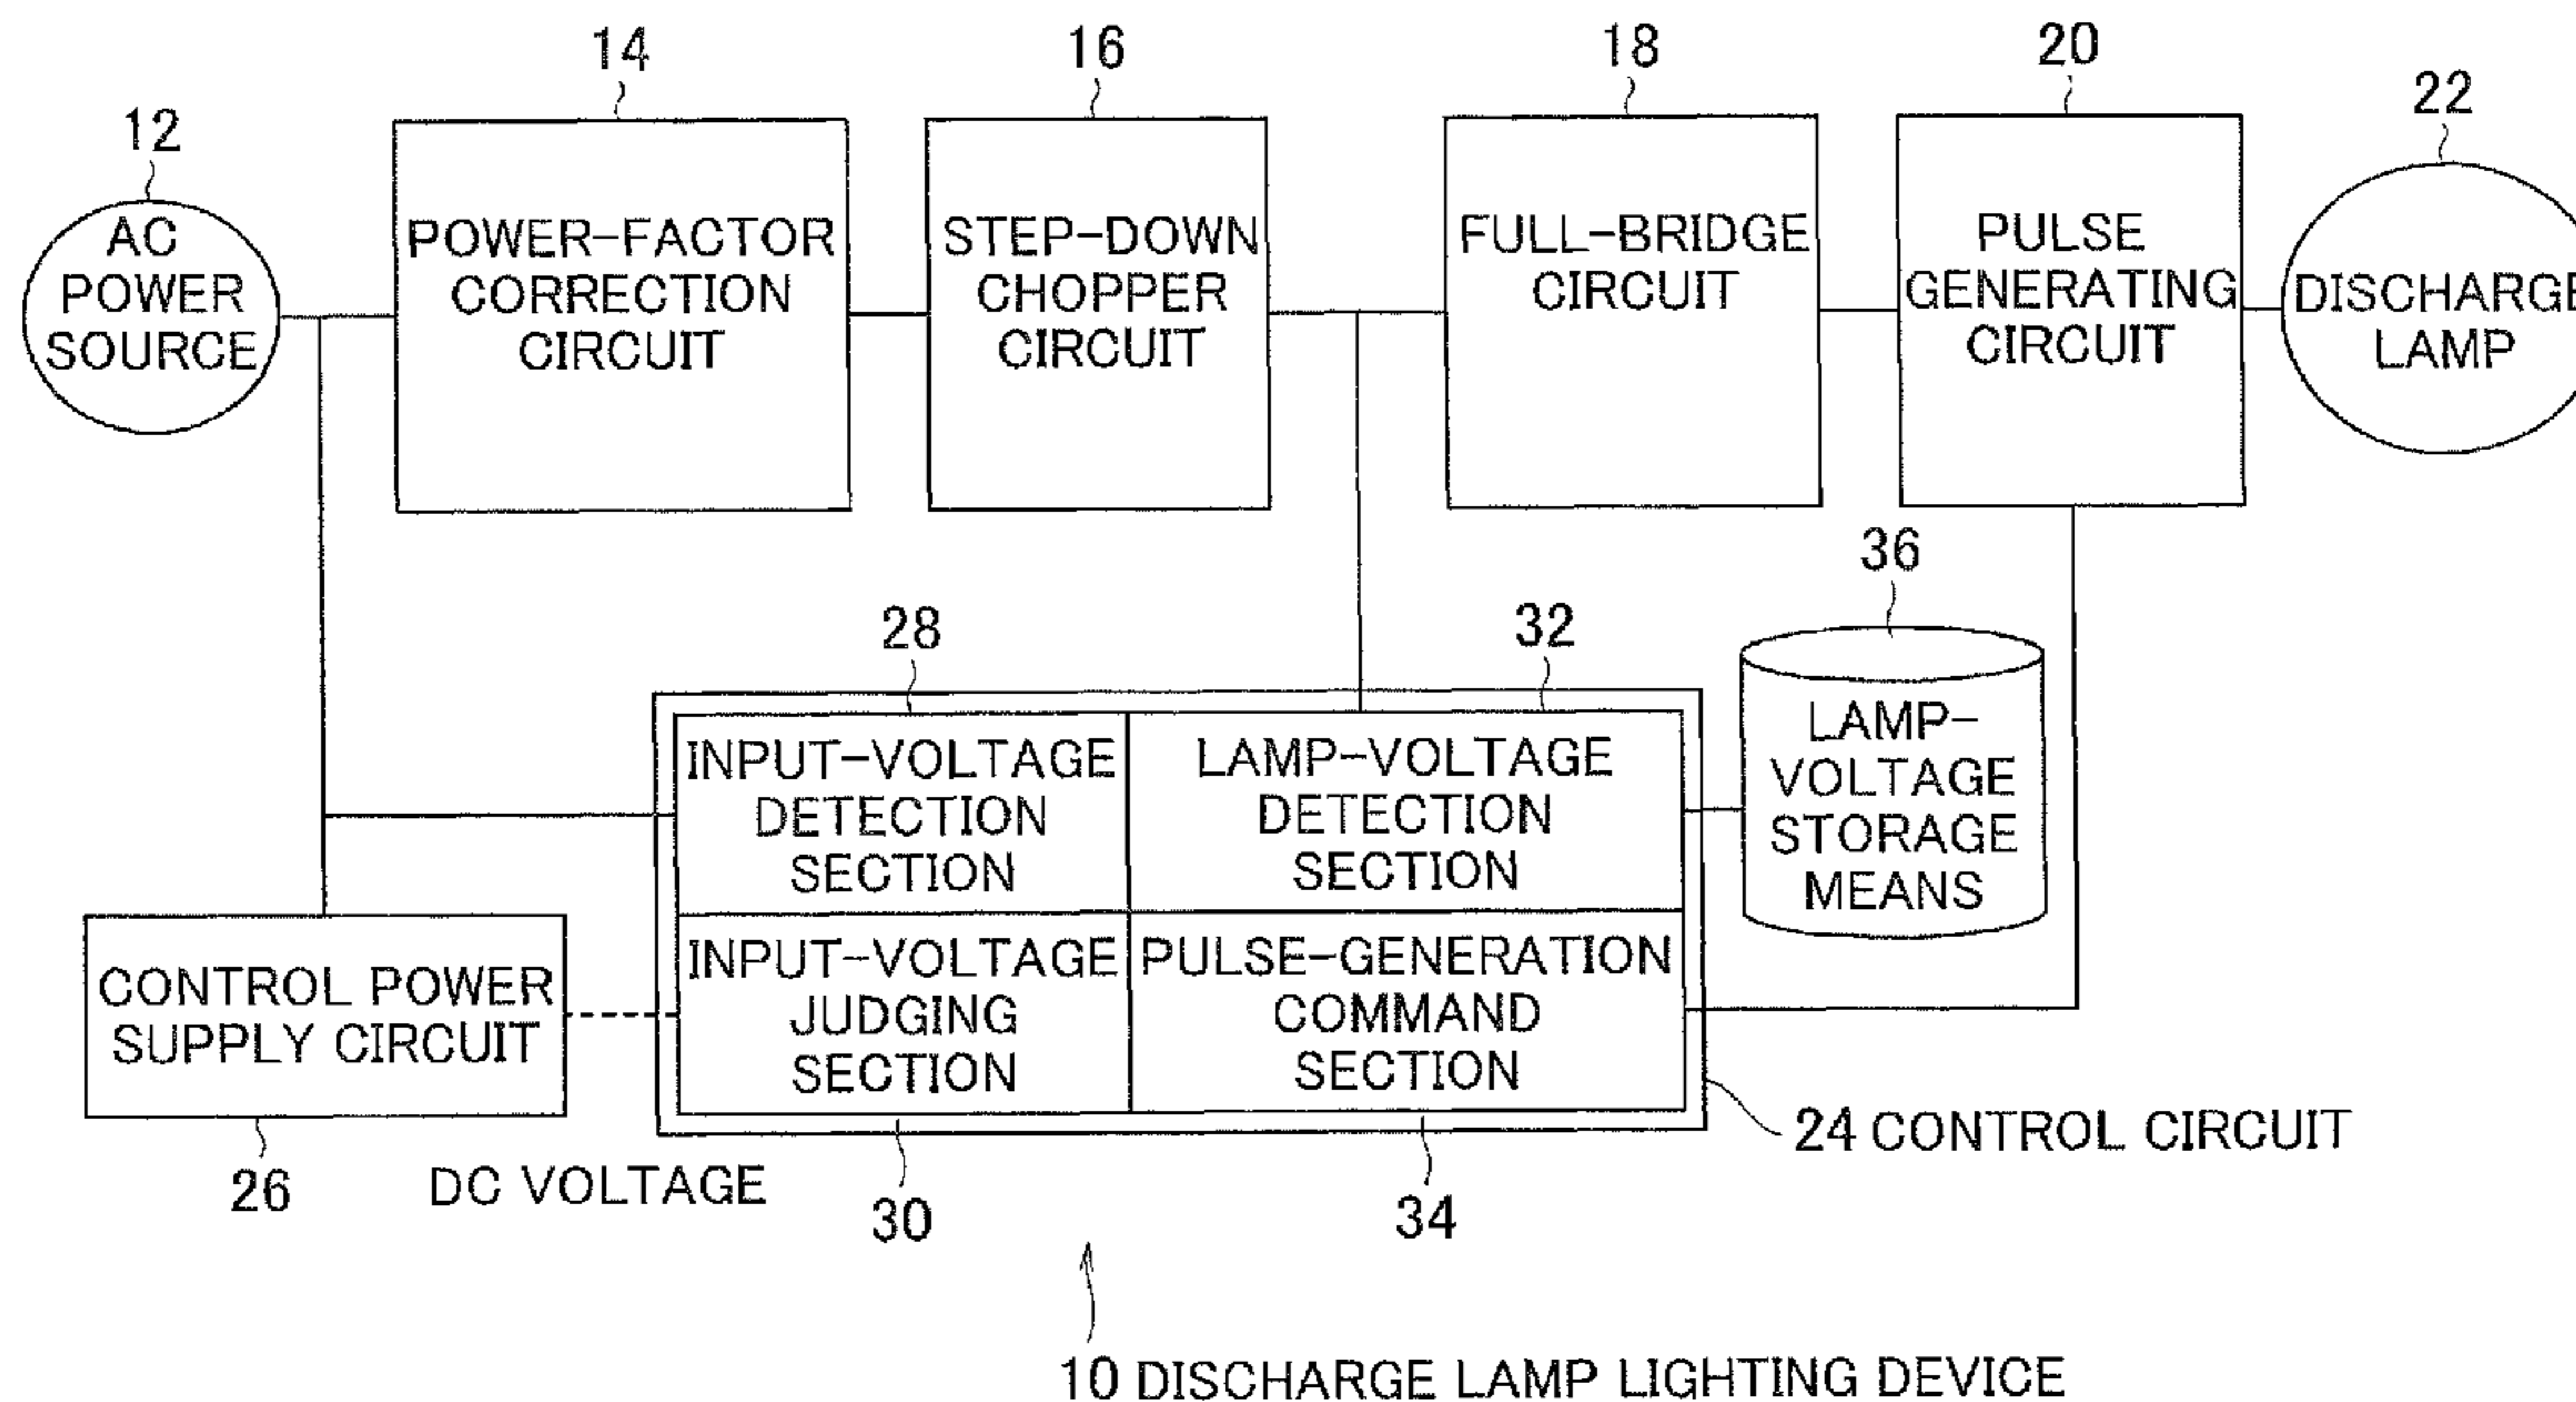 14
16
18
20
22
12
AC
POWER
SOURCE
POWER-FACTOR
CORRECTION
CIRCUIT
STEP-DOWN
CHOPPER
CIRCUIT
FULL-BRIDGE
CIRCUIT
PULSE
GENERATING
CIRCUIT
DISCHARGE
LAMP
36
28
32
INPUT-VOLTAGE
DETECTION
SECTION
LAMP-VOLTAGE
DETECTION
SECTION
LAMP-
VOLTAGE
STORAGE
MEANS
CONTROL POWER
SUPPLY CIRCUIT
INPUT-VOLTAGE
JUDGING
SECTION
PULSE-GENERATION
COMMAND
SECTION
24 CONTROL CIRCUIT
26
DC VOLTAGE
30
34
10 DISCHARGE LAMP LIGHTING DEVICE